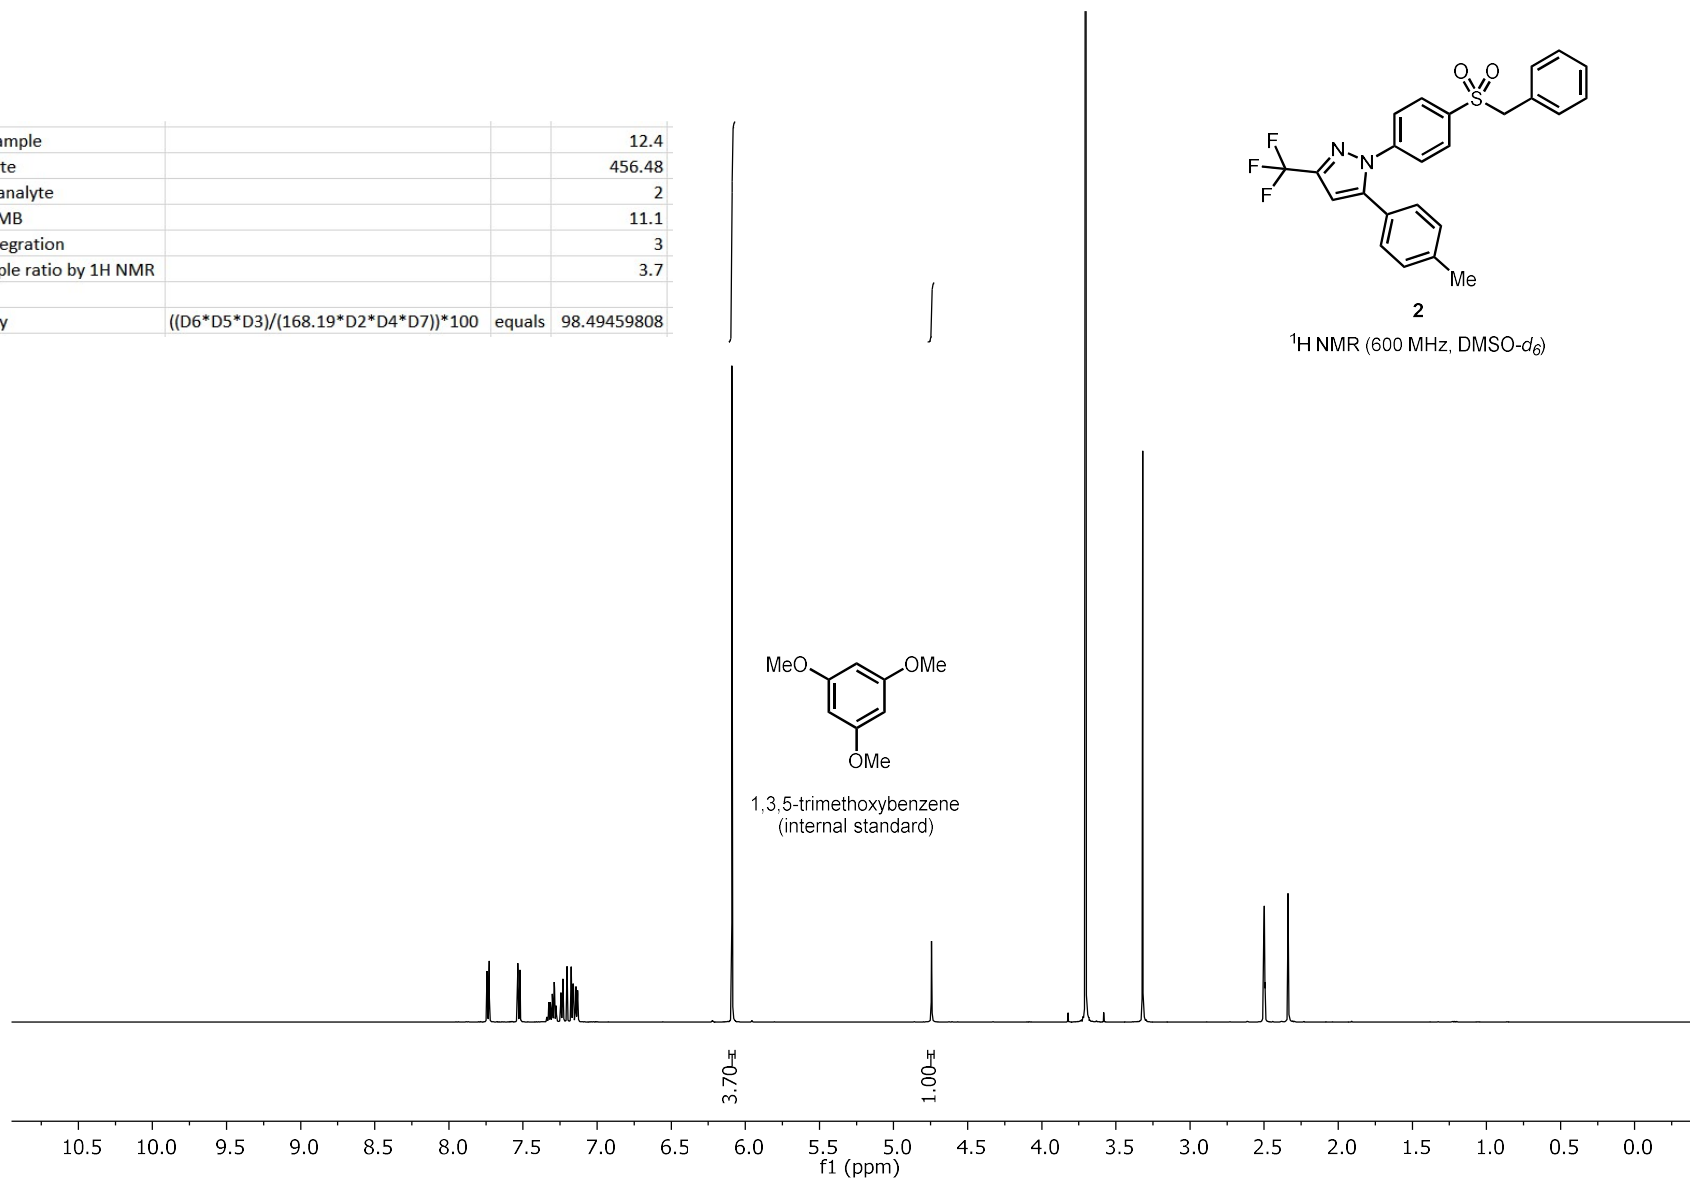 ample 12.4
te 456.48
analyte 2
MB 11.1
egration 3
ple ratio by 1H NMR 3.7
y ((D6*D5*D3)/(168.19*D2*D4*D7))*100 equals 98.49459808
O O
S
F
F
F
N N
Me
2
¹H NMR (600 MHz, DMSO-d₆)
MeO OMe
OMe
1,3,5-trimethoxybenzene
(internal standard)
3.70
1.00
10.5 10.0 9.5 9.0 8.5 8.0 7.5 7.0 6.5 6.0 5.5 5.0 4.5 4.0 3.5 3.0 2.5 2.0 1.5 1.0 0.5 0.0
f1 (ppm)